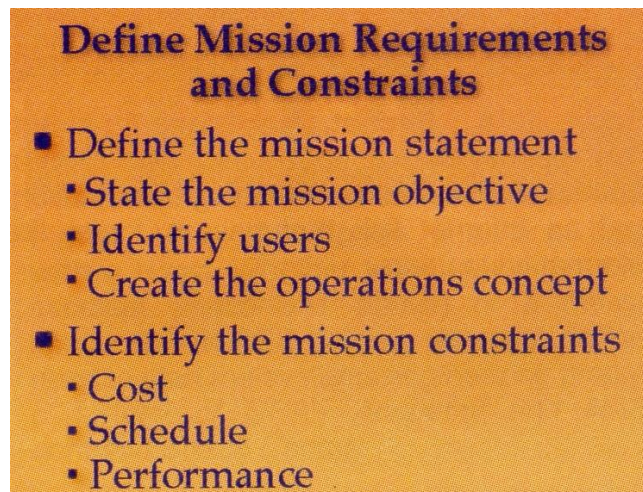 Define Mission Requirements
and Constraints
▪ Define the mission statement
▪ State the mission objective
▪ Identify users
▪ Create the operations concept
▪ Identify the mission constraints
▪ Cost
▪ Schedule
▪ Performance